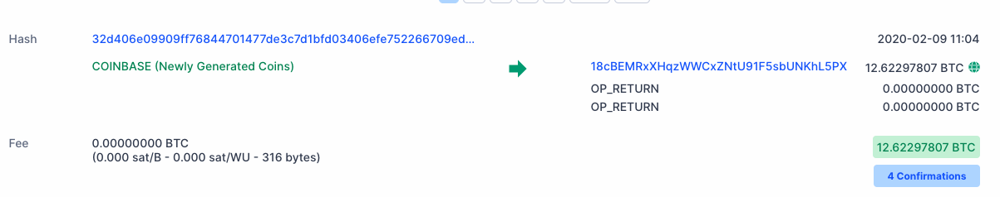 Hash 32d406e09909ff76844701477de3c7d1bfd03406efe752266709ed... 2020-02-09 11:04
COINBASE (Newly Generated Coins) 18cBEMRxXHqzWWCxZNtU91F5sbUNKhL5PX 12.62297807 BTC
OP_RETURN 0.00000000 BTC
OP_RETURN 0.00000000 BTC
Fee 0.00000000 BTC 12.62297807 BTC
(0.000 sat/B - 0.000 sat/WU - 316 bytes)
4 Confirmations